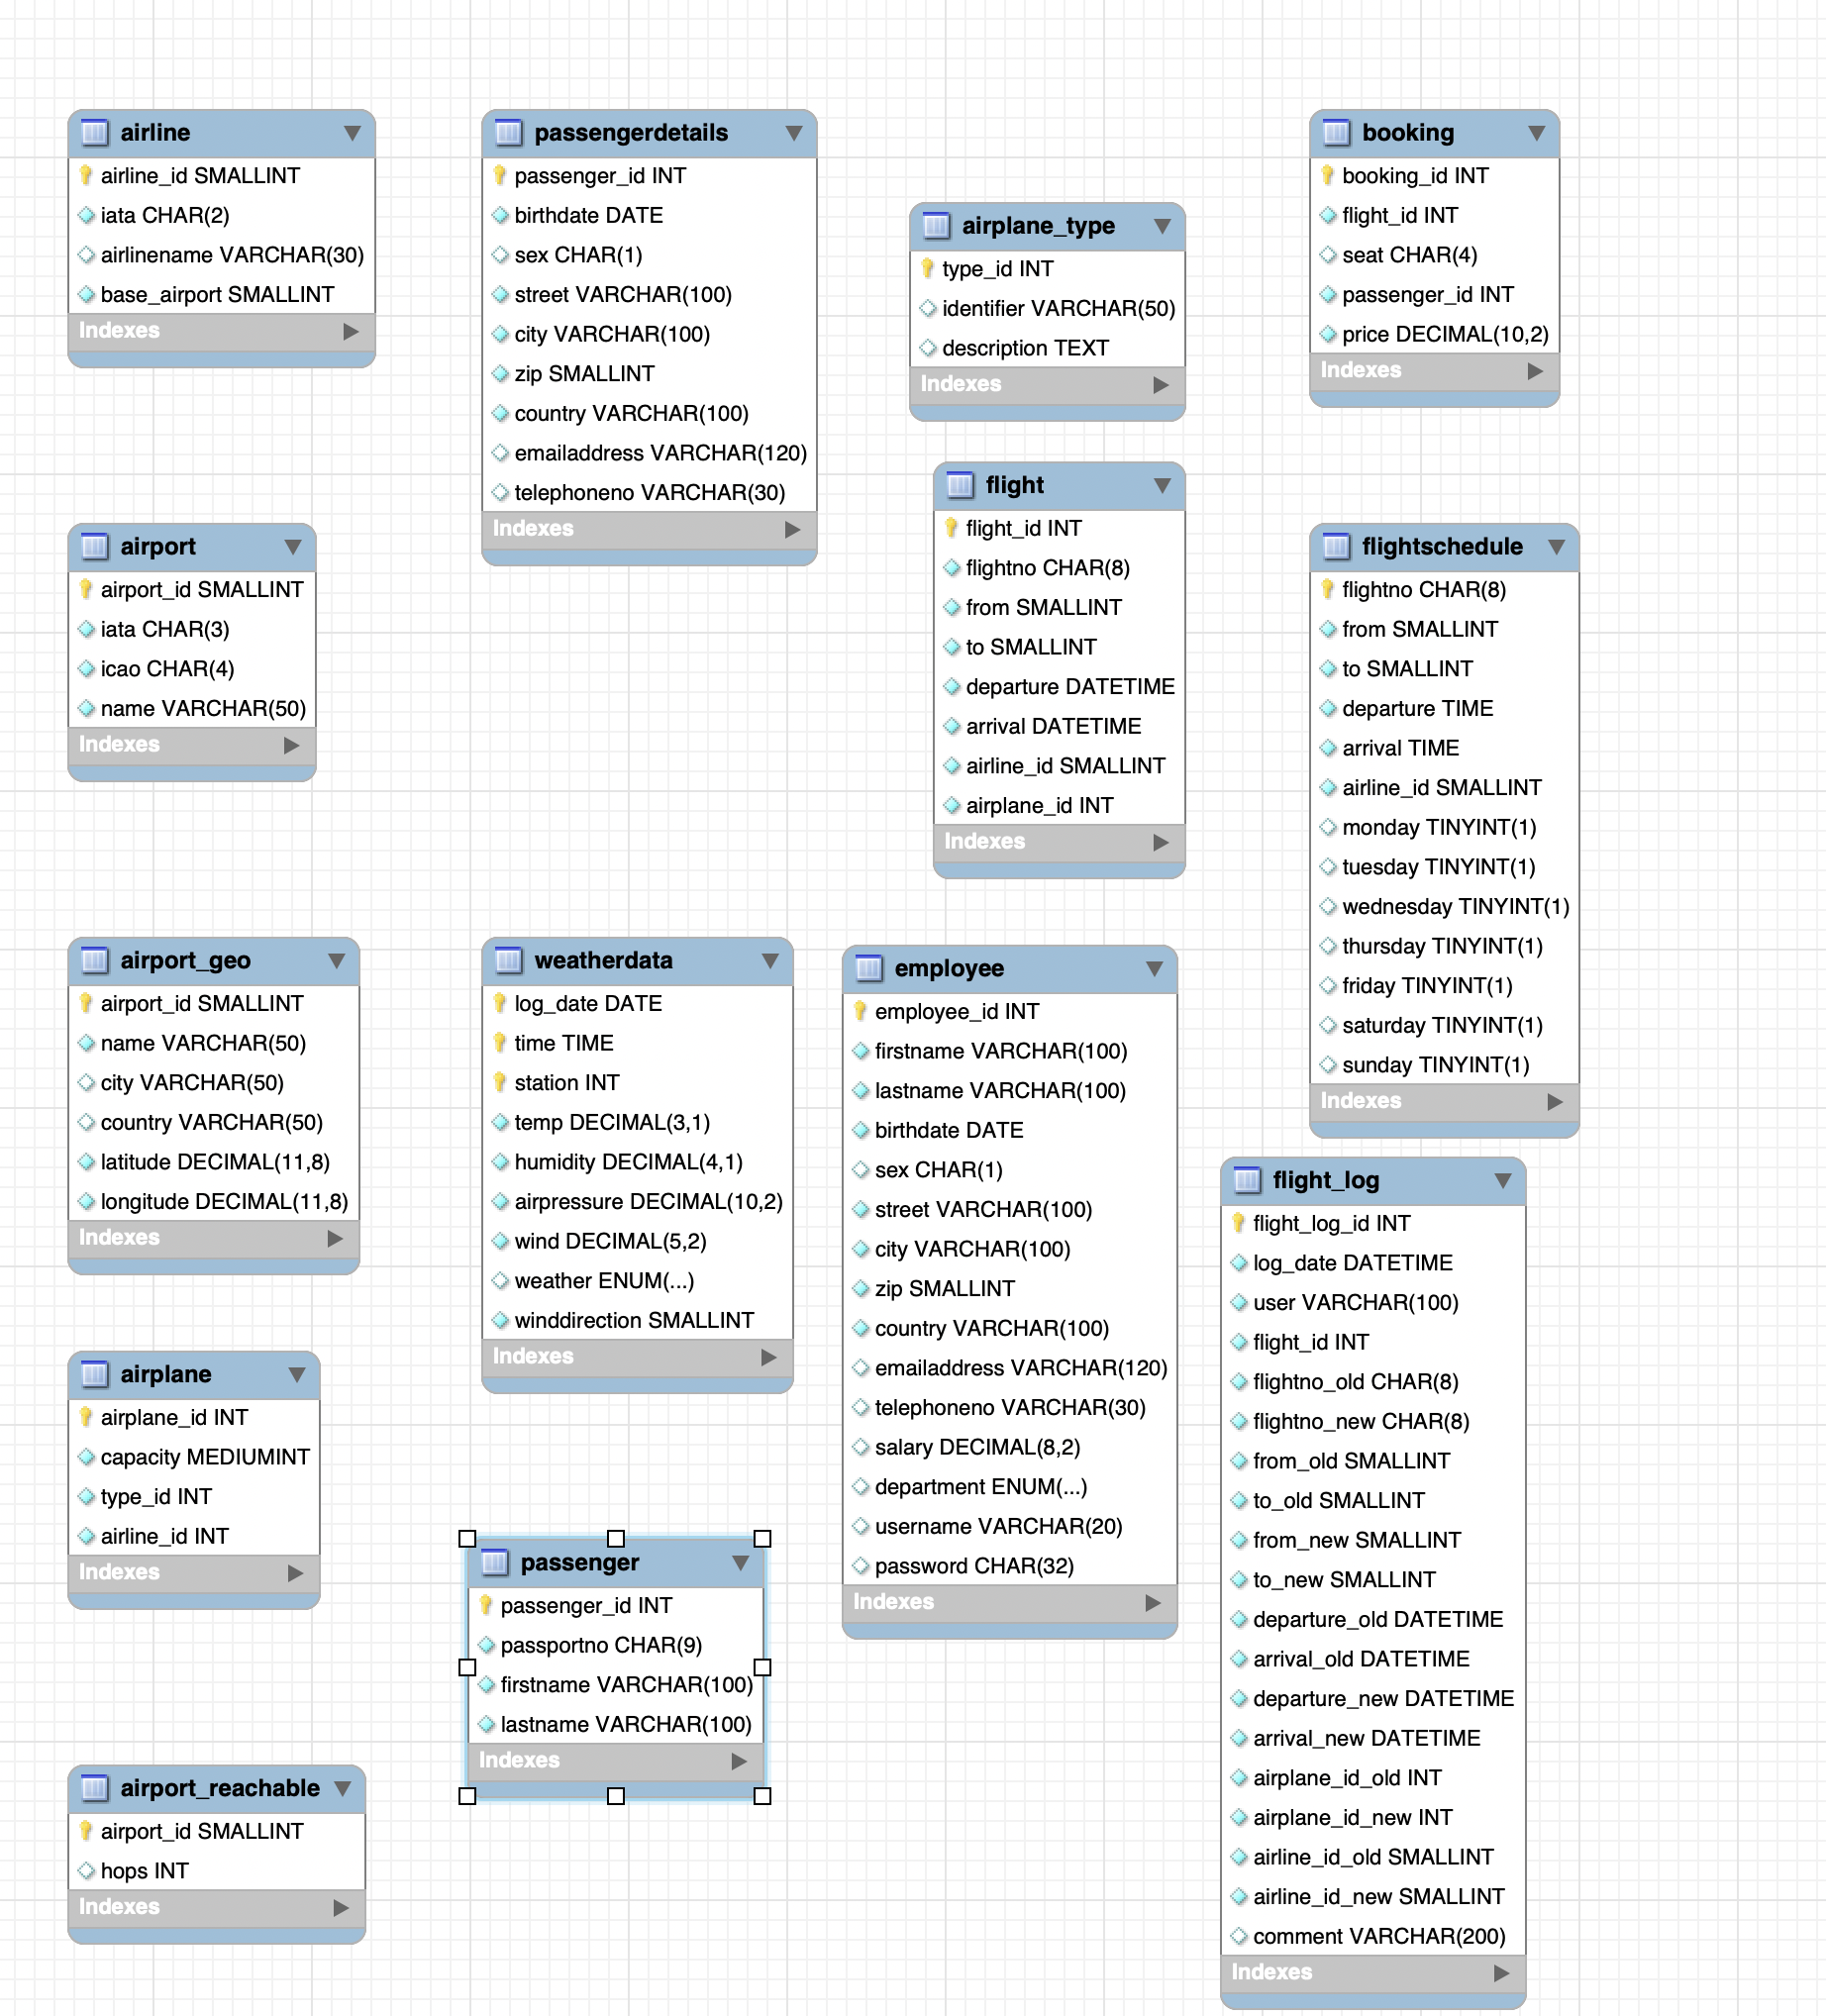 airline
airline_id SMALLINT
iata CHAR(2)
airlinename VARCHAR(30)
base_airport SMALLINT
Indexes
airport
airport_id SMALLINT
iata CHAR(3)
icao CHAR(4)
name VARCHAR(50)
Indexes
airport_geo
airport_id SMALLINT
name VARCHAR(50)
city VARCHAR(50)
country VARCHAR(50)
latitude DECIMAL(11,8)
longitude DECIMAL(11,8)
Indexes
airplane
airplane_id INT
capacity MEDIUMINT
type_id INT
airline_id INT
Indexes
airport_reachable
airport_id SMALLINT
hops INT
Indexes
passengerdetails
passenger_id INT
birthdate DATE
sex CHAR(1)
street VARCHAR(100)
city VARCHAR(100)
zip SMALLINT
country VARCHAR(100)
emailaddress VARCHAR(120)
telephoneno VARCHAR(30)
Indexes
weatherdata
log_date DATE
time TIME
station INT
temp DECIMAL(3,1)
humidity DECIMAL(4,1)
airpressure DECIMAL(10,2)
wind DECIMAL(5,2)
weather ENUM(...)
winddirection SMALLINT
Indexes
passenger
passenger_id INT
passportno CHAR(9)
firstname VARCHAR(100)
lastname VARCHAR(100)
Indexes
airplane_type
type_id INT
identifier VARCHAR(50)
description TEXT
Indexes
flight
flight_id INT
flightno CHAR(8)
from SMALLINT
to SMALLINT
departure DATETIME
arrival DATETIME
airline_id SMALLINT
airplane_id INT
Indexes
employee
employee_id INT
firstname VARCHAR(100)
lastname VARCHAR(100)
birthdate DATE
sex CHAR(1)
street VARCHAR(100)
city VARCHAR(100)
zip SMALLINT
country VARCHAR(100)
emailaddress VARCHAR(120)
telephoneno VARCHAR(30)
salary DECIMAL(8,2)
department ENUM(...)
username VARCHAR(20)
password CHAR(32)
Indexes
booking
booking_id INT
flight_id INT
seat CHAR(4)
passenger_id INT
price DECIMAL(10,2)
Indexes
flightschedule
flightno CHAR(8)
from SMALLINT
to SMALLINT
departure TIME
arrival TIME
airline_id SMALLINT
monday TINYINT(1)
tuesday TINYINT(1)
wednesday TINYINT(1)
thursday TINYINT(1)
friday TINYINT(1)
saturday TINYINT(1)
sunday TINYINT(1)
Indexes
flight_log
flight_log_id INT
log_date DATETIME
user VARCHAR(100)
flight_id INT
flightno_old CHAR(8)
flightno_new CHAR(8)
from_old SMALLINT
to_old SMALLINT
from_new SMALLINT
to_new SMALLINT
departure_old DATETIME
arrival_old DATETIME
departure_new DATETIME
arrival_new DATETIME
airplane_id_old INT
airplane_id_new INT
airline_id_old SMALLINT
airline_id_new SMALLINT
comment VARCHAR(200)
Indexes